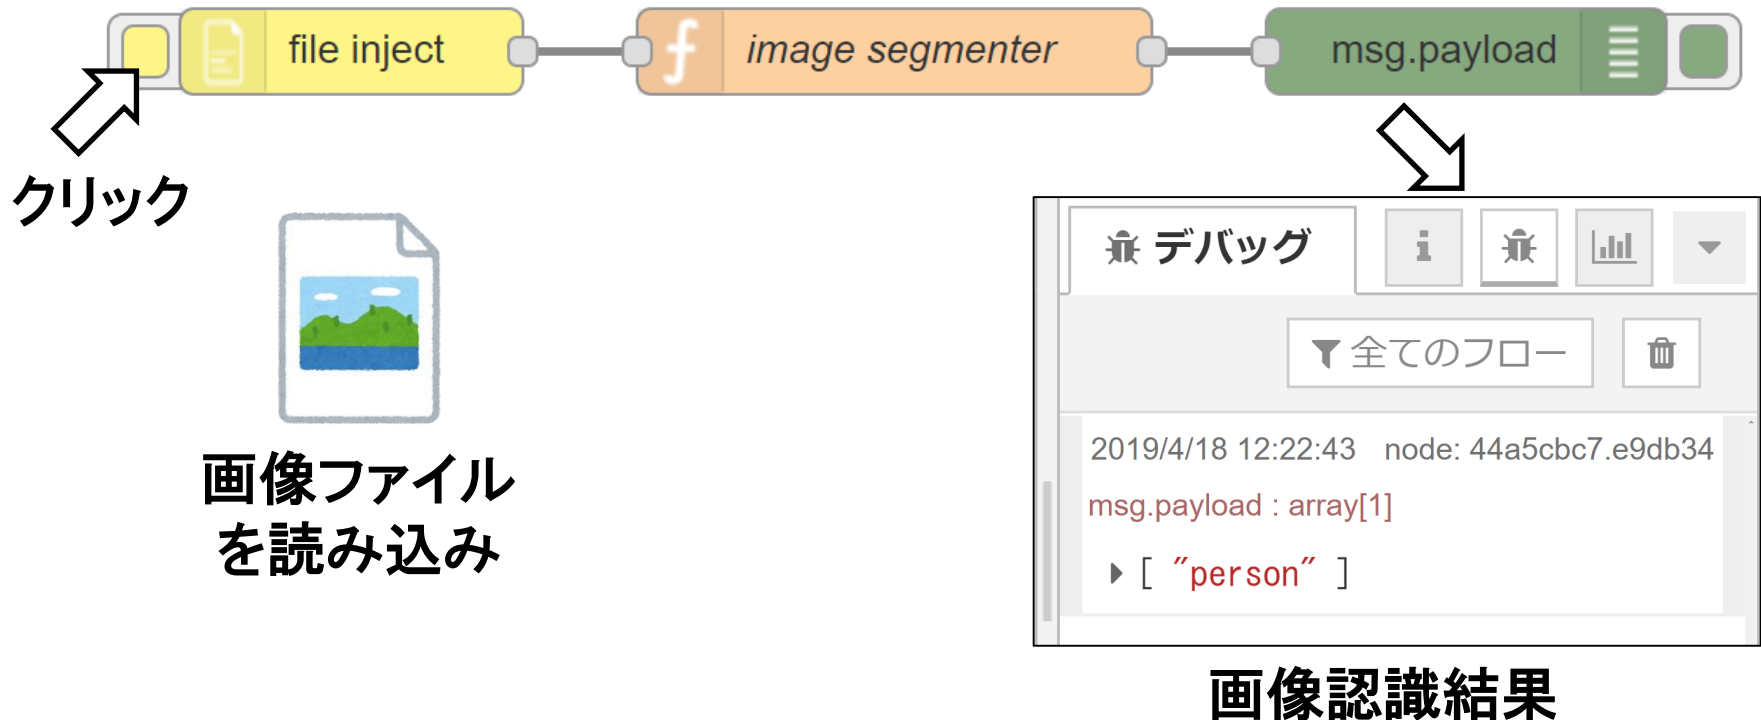 file inject
image segmenter
msg.payload
クリック
画像ファイル
を読み込み
デバッグ
全てのフロー
2019/4/18 12:22:43 node: 44a5cbc7.e9db34
msg.payload : array[1]
[ "person" ]
画像認識結果